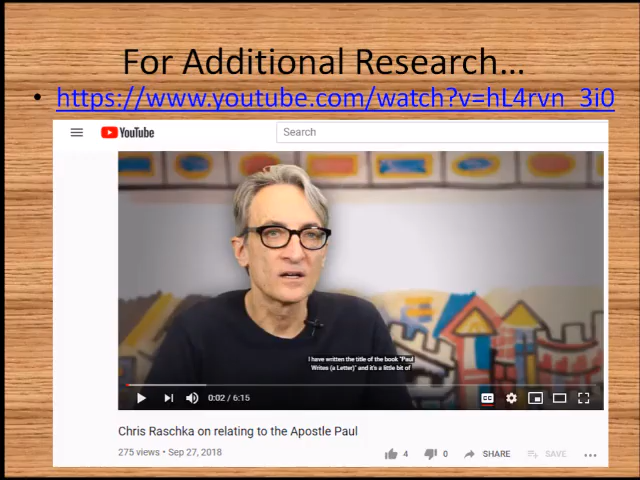 For Additional Research...
• https://www.youtube.com/watch?v=hL4rvn_3i0
YouTube
Search
I have written the title of the book "Paul
Writes (a Letter)" and it's a little bit of
0:02 / 6:15
CC
Chris Raschka on relating to the Apostle Paul
275 views • Sep 27, 2018
4
0
SHARE
SAVE